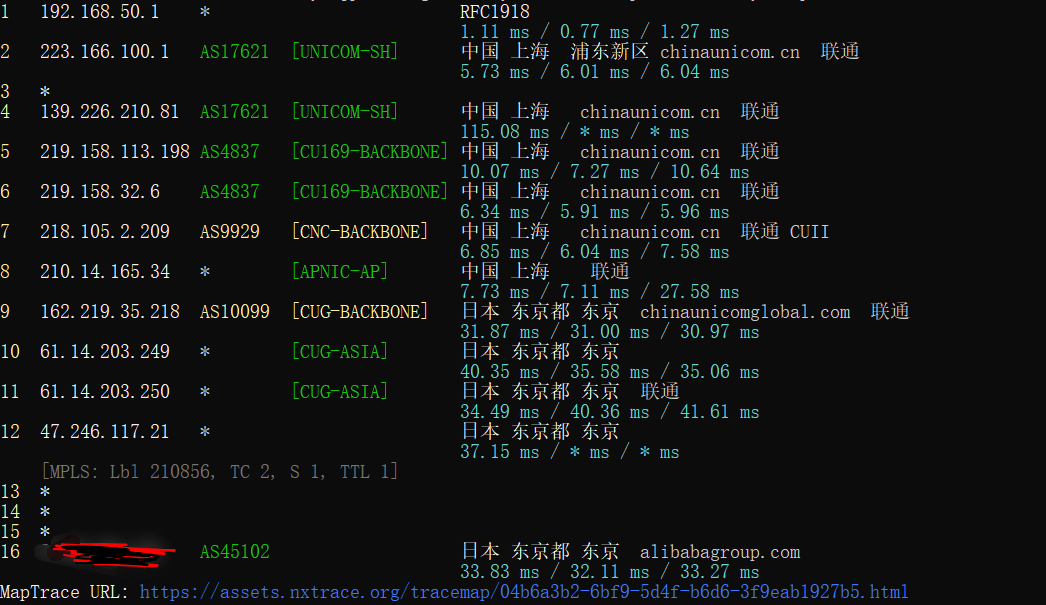 1 192.168.50.1 * RFC1918
1.11 ms / 0.77 ms / 1.27 ms
2 223.166.100.1 AS17621 [UNICOM-SH] 中国 上海 浦东新区 chinaunicom.cn 联通
5.73 ms / 6.01 ms / 6.04 ms
3 *
4 139.226.210.81 AS17621 [UNICOM-SH] 中国 上海 chinaunicom.cn 联通
115.08 ms / * ms / * ms
5 219.158.113.198 AS4837 [CU169-BACKBONE] 中国 上海 chinaunicom.cn 联通
10.07 ms / 7.27 ms / 10.64 ms
6 219.158.32.6 AS4837 [CU169-BACKBONE] 中国 上海 chinaunicom.cn 联通
6.34 ms / 5.91 ms / 5.96 ms
7 218.105.2.209 AS9929 [CNC-BACKBONE] 中国 上海 chinaunicom.cn 联通 CUII
6.85 ms / 6.04 ms / 7.58 ms
8 210.14.165.34 * [APNIC-AP] 中国 上海 联通
7.73 ms / 7.11 ms / 27.58 ms
9 162.219.35.218 AS10099 [CUG-BACKBONE] 日本 东京都 东京 chinaunicomglobal.com 联通
31.87 ms / 31.00 ms / 30.97 ms
10 61.14.203.249 * [CUG-ASIA] 日本 东京都 东京
40.35 ms / 35.58 ms / 35.06 ms
11 61.14.203.250 * [CUG-ASIA] 日本 东京都 东京 联通
34.49 ms / 40.36 ms / 41.61 ms
12 47.246.117.21 * 日本 东京都 东京
37.15 ms / * ms / * ms
[MPLS: Lbl 210856, TC 2, S 1, TTL 1]
13 *
14 *
15 *
16 AS45102 日本 东京都 东京 alibabagroup.com
33.83 ms / 32.11 ms / 33.27 ms
MapTrace URL: https://assets.nxtrace.org/tracemap/04b6a3b2-6bf9-5d4f-b6d6-3f9eab1927b5.html